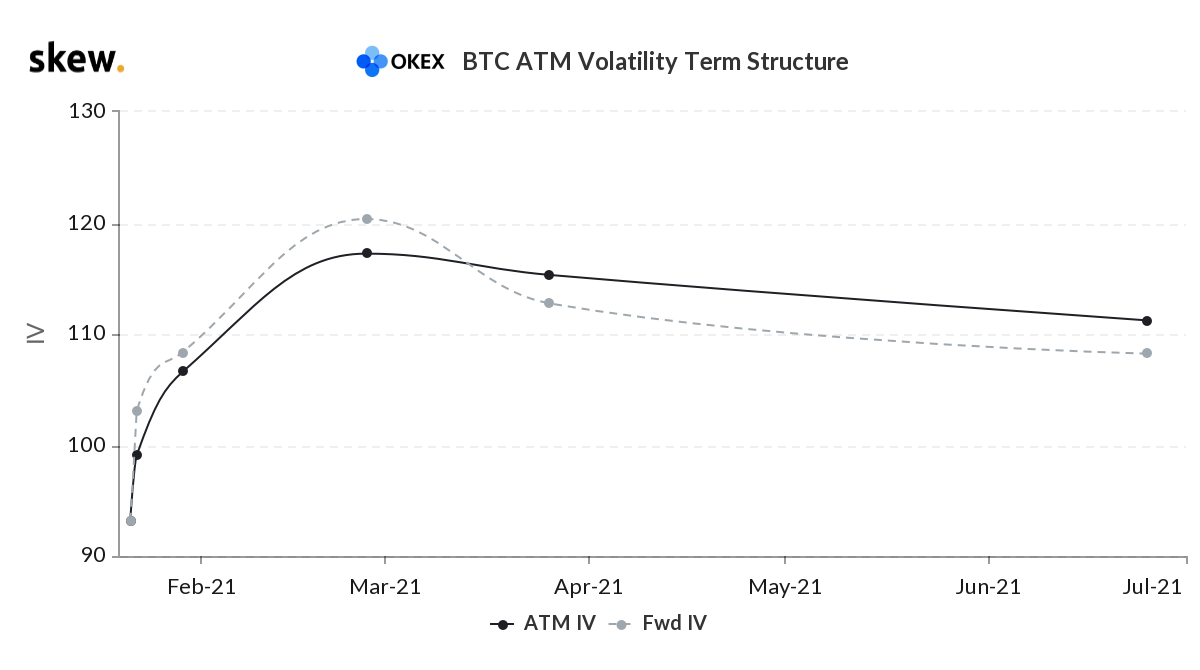 skew.
OKEX BTC ATM Volatility Term Structure
130
120
110
100
90
IV
Feb-21 Mar-21 Apr-21 May-21 Jun-21 Jul-21
ATM IV Fwd IV